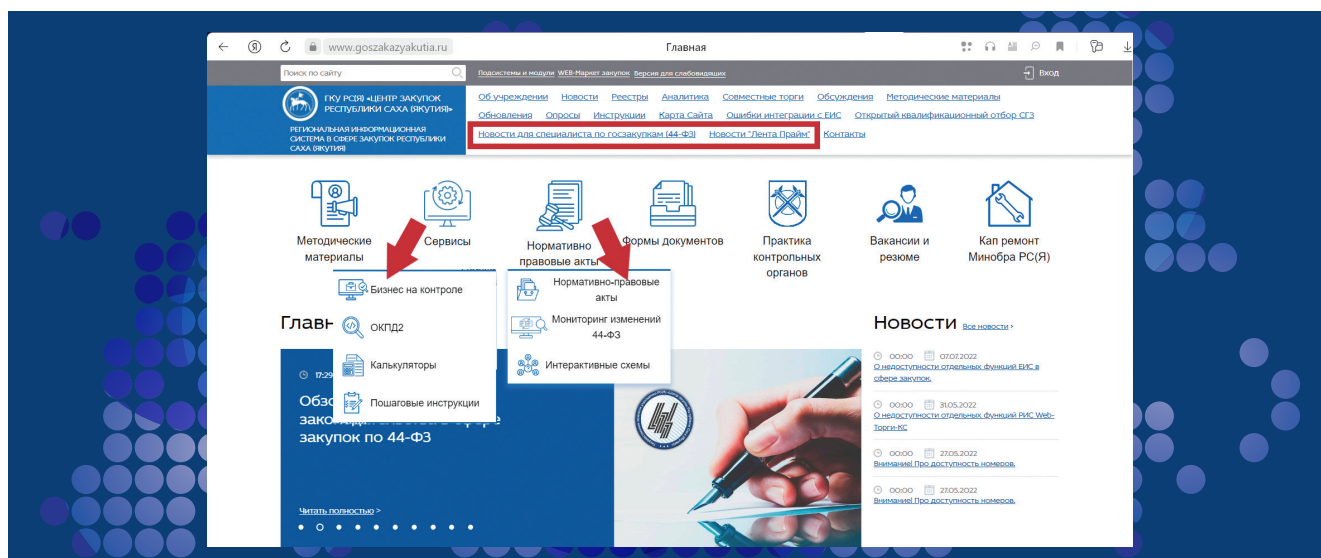 www.goszakazyakutia.ru
Главная
Поиск по сайту
Подсистемы и модули WEB-Маркет закупок Версия для слабовидящих
Вход
ГКУ РС(Я) «ЦЕНТР ЗАКУПОК
РЕСПУБЛИКИ САХА (ЯКУТИЯ)»
РЕГИОНАЛЬНАЯ ИНФОРМАЦИОННАЯ
СИСТЕМА В СФЕРЕ ЗАКУПОК РЕСПУБЛИКИ
САХА (ЯКУТИЯ)
Об учреждении Новости Реестры Аналитика Совместные торги Обсуждения Методические материалы
Обновления Опросы Инструкции Карта Сайта Ошибки интеграции с ЕИС Открытый квалификационный отбор СГЗ
Новости для специалиста по госзакупкам (44-ФЗ) Новости "Лента Прайм" Контакты
Методические
материалы
Сервисы
Нормативно
правовые акты
Формы документов
Практика
контрольных
органов
Вакансии и
резюме
Кап ремонт
Минобра РС(Я)
Бизнес на контроле
ОКПД2
Калькуляторы
Пошаговые инструкции
Нормативно-правовые
акты
Мониторинг изменений
44-ФЗ
Интерактивные схемы
Главн
17:29
Обзо
зако
закупок по 44-ФЗ
Читать полностью >
Новости Все новости ›
00:00 07.07.2022
О недоступности отдельных функций ЕИС в
сфере закупок.
00:00 31.05.2022
О недоступности отдельных функций РИС Web-
Торги-КС
00:00 27.05.2022
Внимание! Про доступность номеров.
00:00 27.05.2022
Внимание! Про доступность номеров.